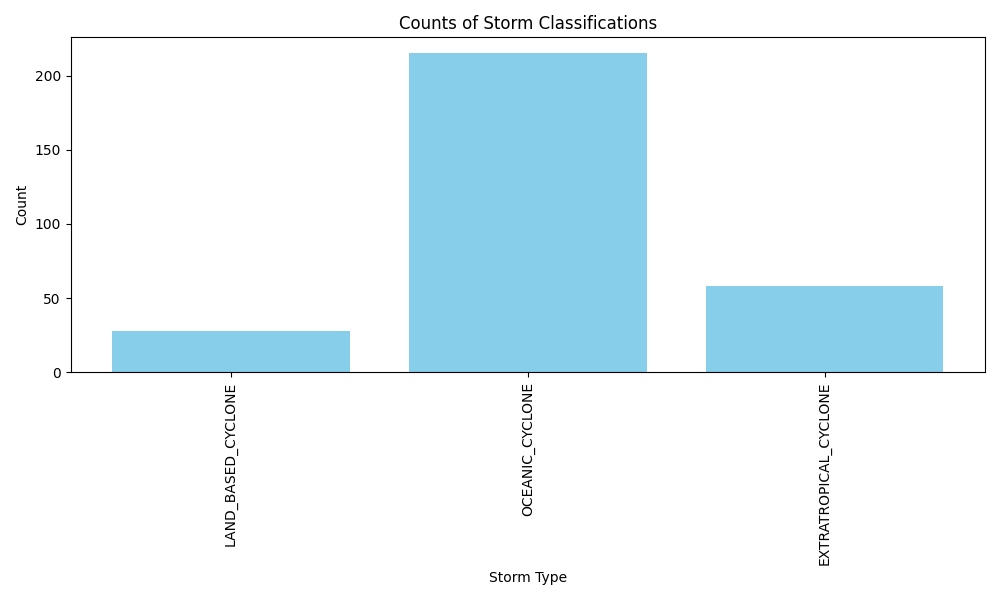 Counts of Storm Classifications
Count
200
150
100
50
0
LAND_BASED_CYCLONE
OCEANIC_CYCLONE
EXTRATROPICAL_CYCLONE
Storm Type